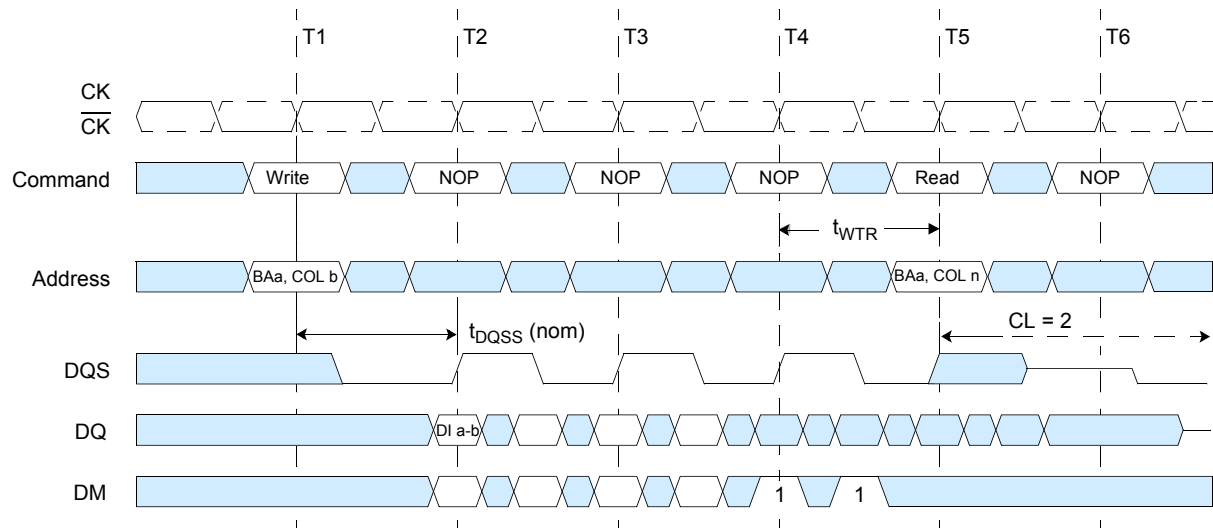 T1 T2 T3 T4 T5 T6
CK
CK
Command Write NOP NOP NOP Read NOP
tWTR
Address BAa, COL b BAa, COL n
tDQSS (nom) CL = 2
DQS
DQ DI a-b
DM 1 1